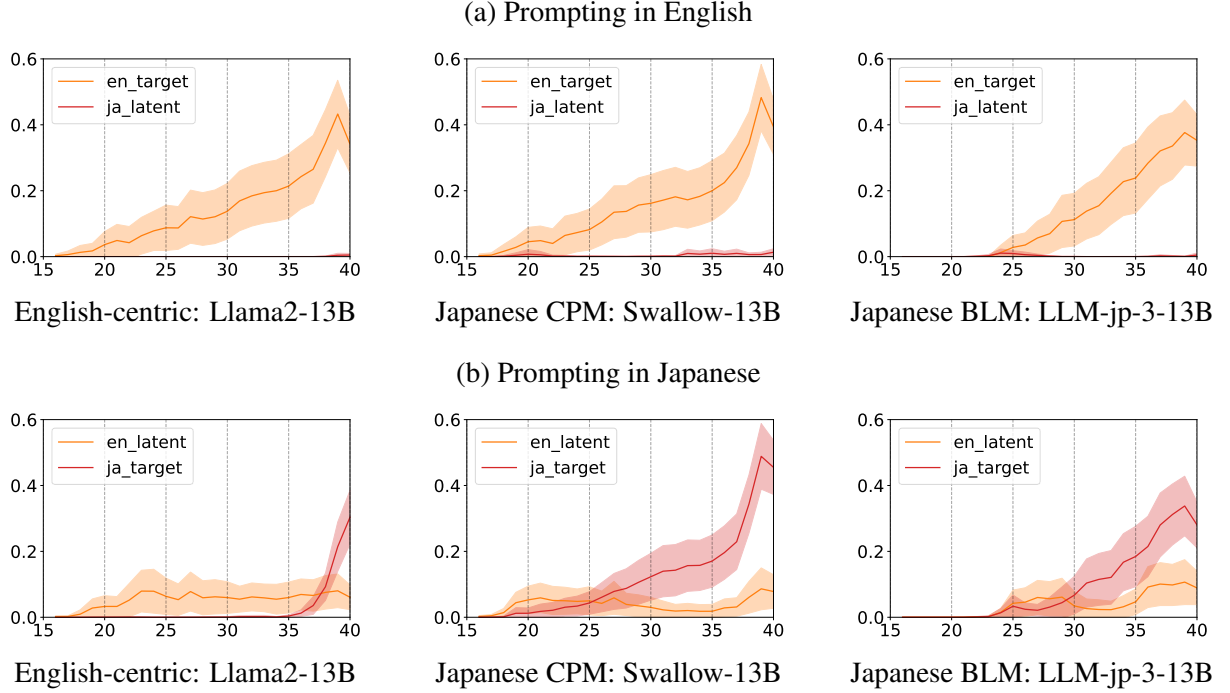 (a) Prompting in English
0.6
0.4
0.2
0.0
15 20 25 30 35 40
en_target
ja_latent
English-centric: Llama2-13B
0.6
0.4
0.2
0.0
15 20 25 30 35 40
en_target
ja_latent
Japanese CPM: Swallow-13B
0.6
0.4
0.2
0.0
15 20 25 30 35 40
en_target
ja_latent
Japanese BLM: LLM-jp-3-13B
(b) Prompting in Japanese
0.6
0.4
0.2
0.0
15 20 25 30 35 40
en_latent
ja_target
English-centric: Llama2-13B
0.6
0.4
0.2
0.0
15 20 25 30 35 40
en_latent
ja_target
Japanese CPM: Swallow-13B
0.6
0.4
0.2
0.0
15 20 25 30 35 40
en_latent
ja_target
Japanese BLM: LLM-jp-3-13B